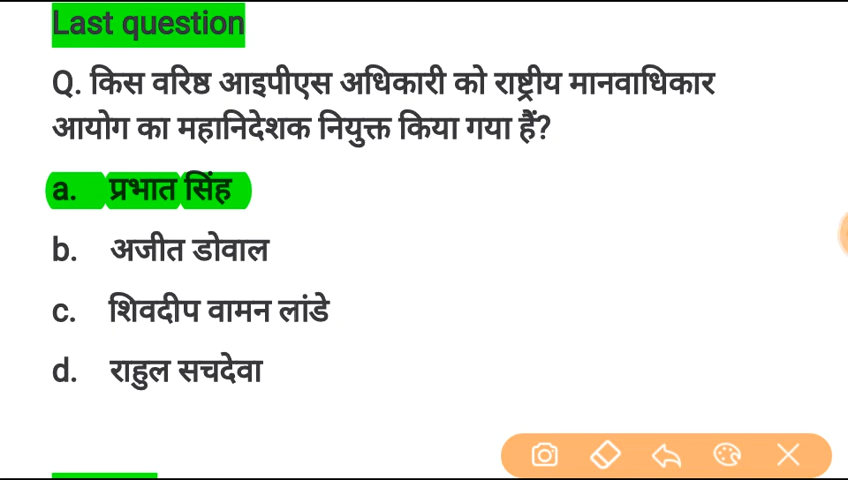 Last question
Q. किस वरिष्ठ आइपीएस अधिकारी को राष्ट्रीय मानवाधिकार
आयोग का महानिदेशक नियुक्त किया गया हैं?
a. प्रभात सिंह
b. अजीत डोवाल
c. शिवदीप वामन लांडे
d. राहुल सचदेवा